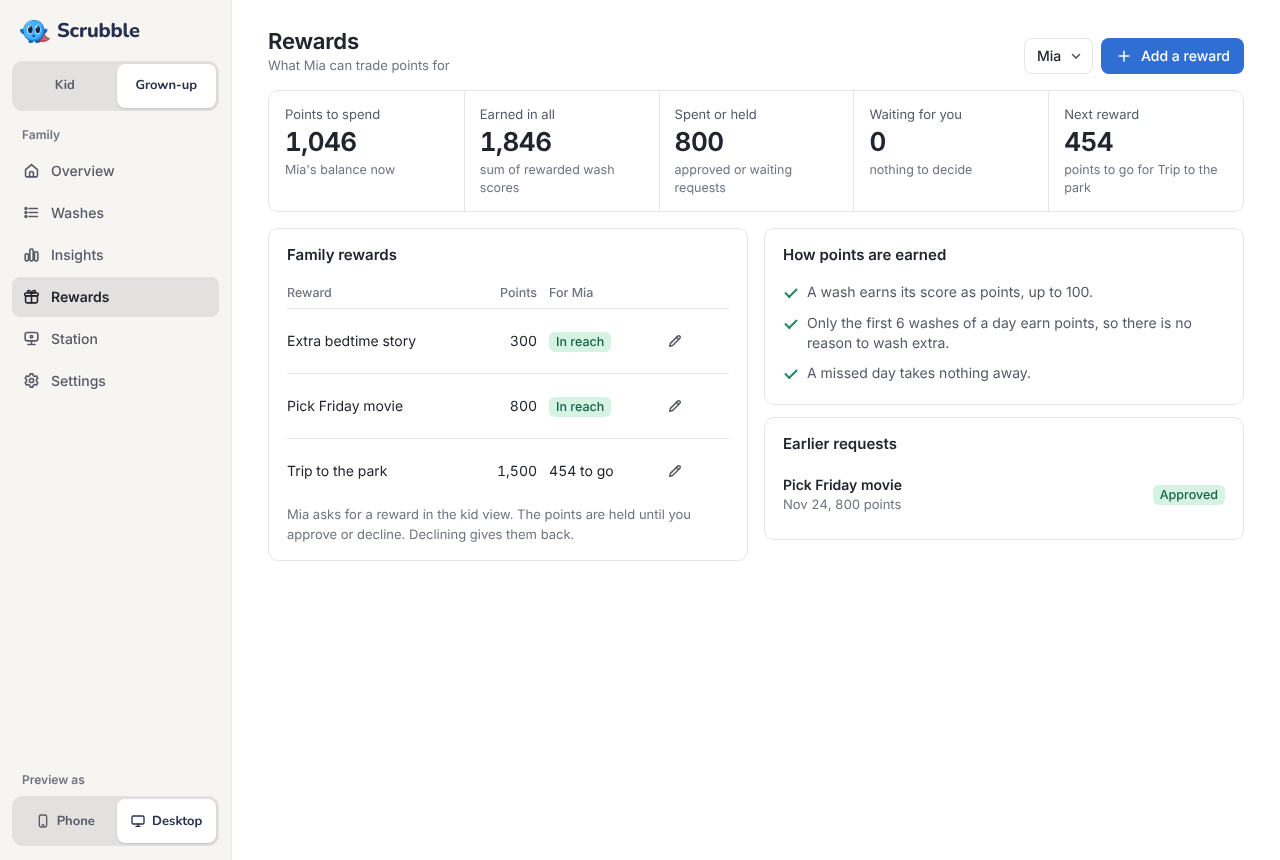 Scrubble
Kid
Grown-up
Family
Overview
Washes
Insights
Rewards
Station
Settings
Preview as
Phone
Desktop
Rewards
What Mia can trade points for
Mia
Add a reward
Points to spend
1,046
Mia's balance now
Earned in all
1,846
sum of rewarded wash
scores
Spent or held
800
approved or waiting
requests
Waiting for you
0
nothing to decide
Next reward
454
points to go for Trip to the
park
Family rewards
Reward Points For Mia
Extra bedtime story 300 In reach
Pick Friday movie 800 In reach
Trip to the park 1,500 454 to go
Mia asks for a reward in the kid view. The points are held until you
approve or decline. Declining gives them back.
How points are earned
A wash earns its score as points, up to 100.
Only the first 6 washes of a day earn points, so there is no
reason to wash extra.
A missed day takes nothing away.
Earlier requests
Pick Friday movie
Nov 24, 800 points
Approved